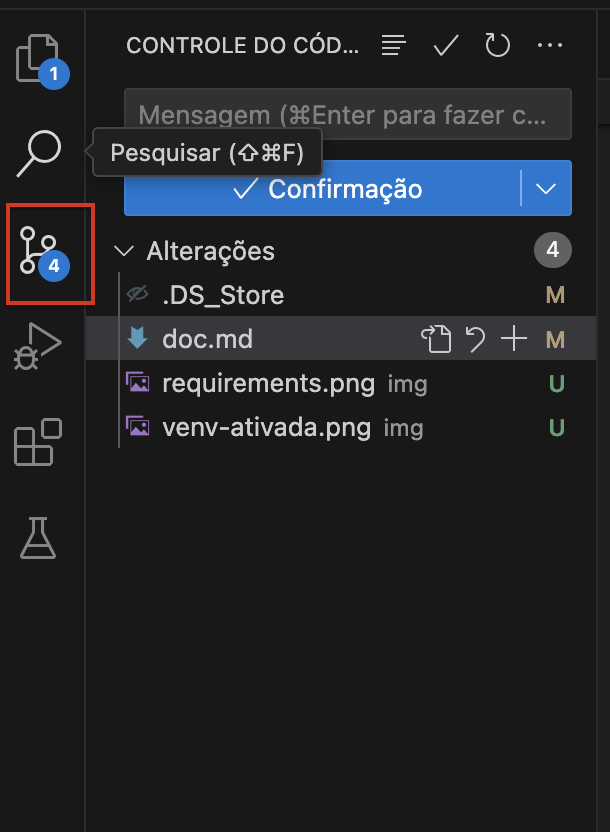 CONTROLE DO CÓD...
1
Mensagem (⌘Enter para fazer c...
Pesquisar (⇧⌘F)
Confirmação
4
Alterações 4
.DS_Store M
doc.md M
requirements.png img U
venv-ativada.png img U